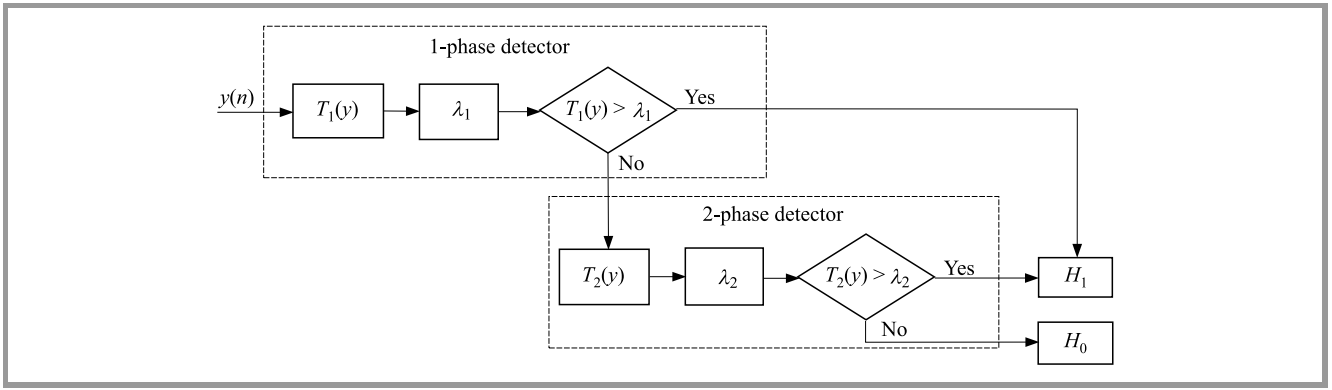 1-phase detector
y(n)
T₁(y)
λ₁
T₁(y) > λ₁
Yes
No
2-phase detector
T₂(y)
λ₂
T₂(y) > λ₂
Yes
H₁
No
H₀